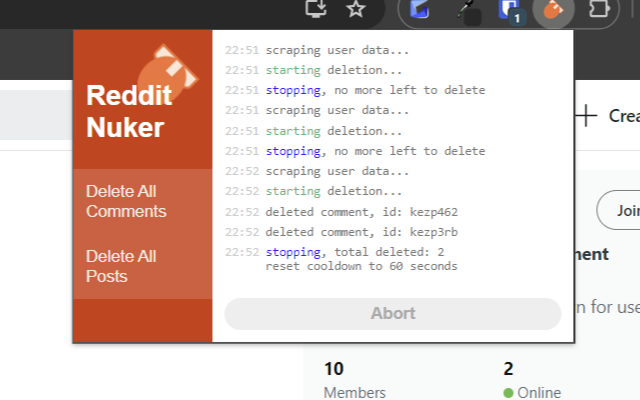 1
Reddit
Nuker
Delete All
Comments
Delete All
Posts
22:51 scraping user data...
22:51 starting deletion...
22:51 stopping, no more left to delete
22:51 scraping user data...
22:51 starting deletion...
22:51 stopping, no more left to delete
22:52 scraping user data...
22:52 starting deletion...
22:52 deleted comment, id: kezp462
22:52 deleted comment, id: kezp3rb
22:52 stopping, total deleted: 2
reset cooldown to 60 seconds
Abort
Crea
Join
ment
n for use
10
Members
2
Online